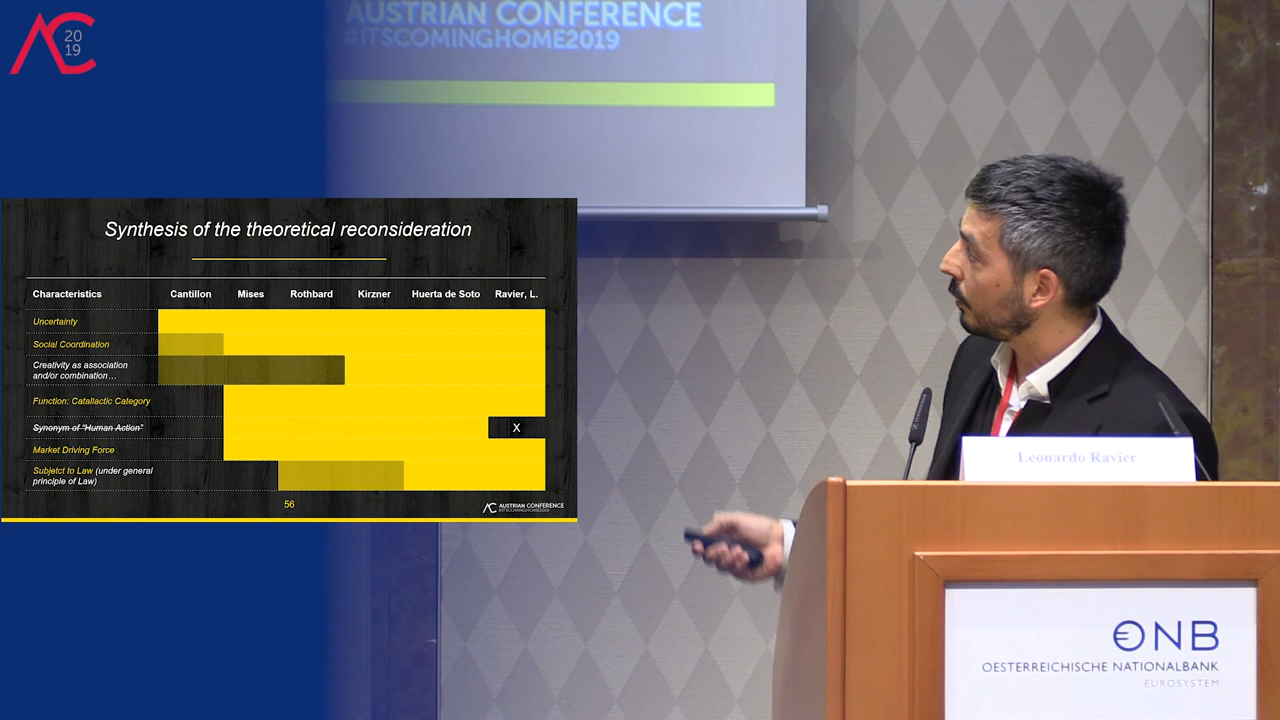 AC 20
19
AUSTRIAN CONFERENCE
#ITSCOMINGHOME2019
Synthesis of the theoretical reconsideration
Characteristics Cantillon Mises Rothbard Kirzner Huerta de Soto Ravier, L.
Uncertainty
Social Coordination
Creativity as association
and/or combination…
Function: Catallactic Category
Synonym of "Human Action" X
Market Driving Force
Subjetct to Law (under general
principle of Law)
56
AC AUSTRIAN CONFERENCE
#ITSCOMINGHOME2019
Leonardo Ravier
ONB
OESTERREICHISCHE NATIONALBANK
EUROSYSTEM